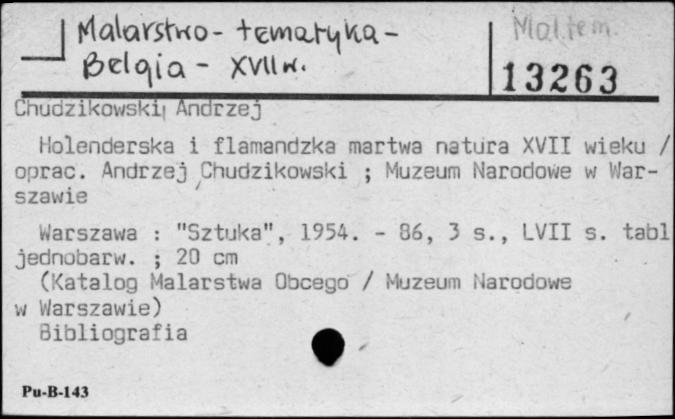 Malarstwo - tematyka -
Belgia - XVII w.
Mal. tem.
13263
Chudzikowski, Andrzej
Holenderska i flamandzka martwa natura XVII wieku /
oprac. Andrzej Chudzikowski ; Muzeum Narodowe w War-
szawie
Warszawa : "Sztuka", 1954. - 86, 3 s., LVII s. tabl
jednobarw. ; 20 cm
(Katalog Malarstwa Obcego / Muzeum Narodowe
w Warszawie)
Bibliografia
Pu-B-143